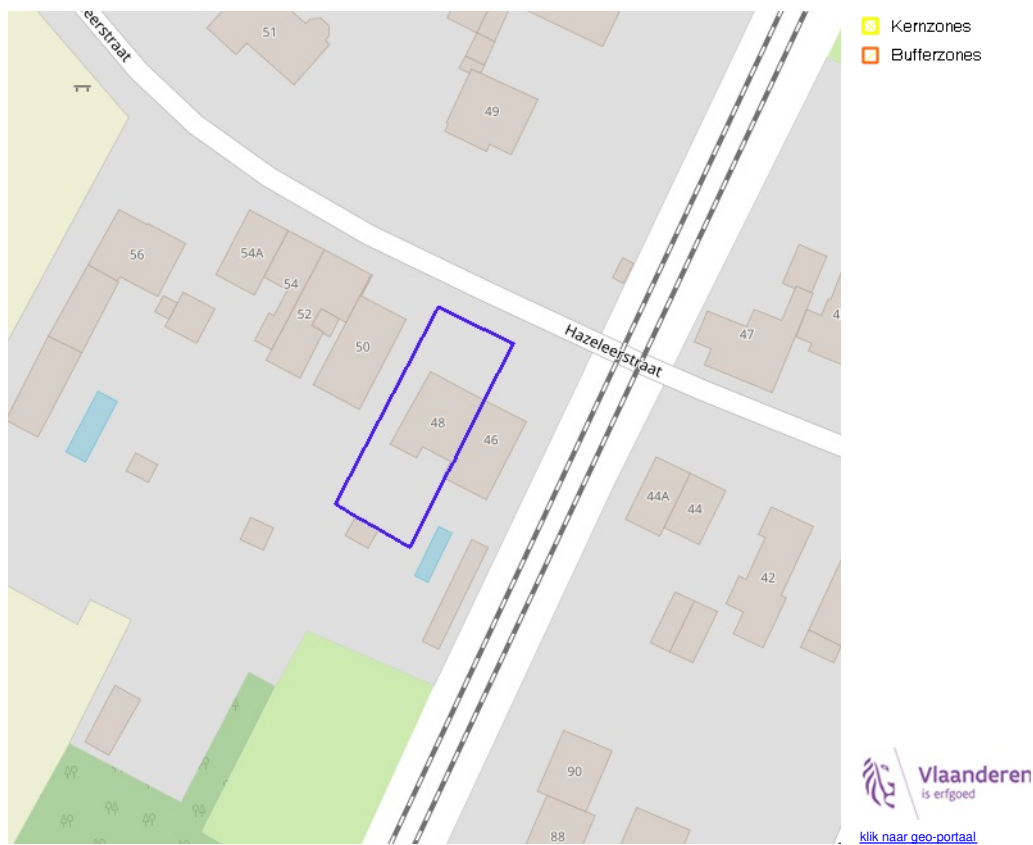 Kernzones
Bufferzones
eerstraat
51
49
56
54A
54
52
50
48
46
Hazeleerstraat
47
44A
44
42
90
88
Vlaanderen
is erfgoed
klik naar geo-portaal